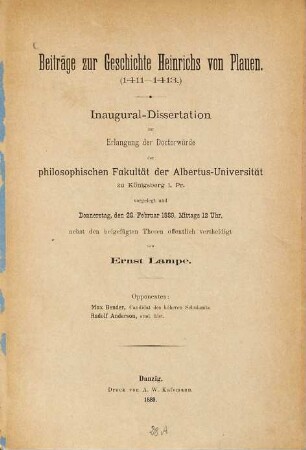 Beiträge zur Geschichte Heinrichs von Plauen.
(1411–1413.)
Inaugural-Dissertation
zur
Erlangung der Doctorwürde
der
philosophischen Fakultät der Albertus-Universität
zu Königsberg i. Pr.
vorgelegt und
Donnerstag, den 28. Februar 1889, Mittags 12 Uhr,
nebst den beigefügten Thesen öffentlich vertheidigt
von
Ernst Lampe.
Opponenten:
Max Bender, Candidat des höheren Schulamts
Rudolf Anderson, stud. hist.
Danzig.
Druck von A. W. Kafemann.
1889.